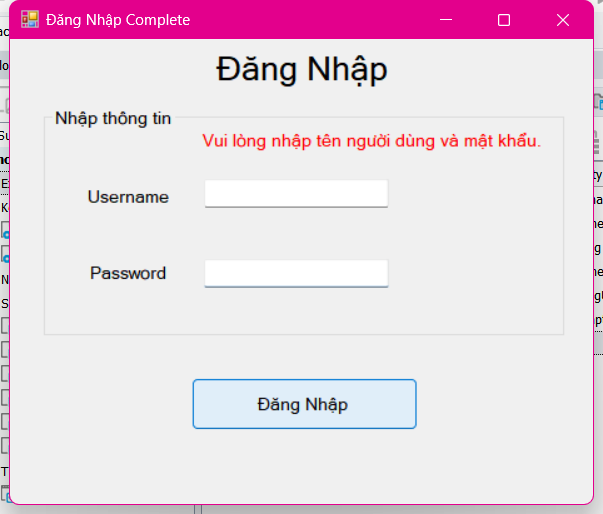 Đăng Nhập Complete
Đăng Nhập
Nhập thông tin
Vui lòng nhập tên người dùng và mật khẩu.
Username
Password
Đăng Nhập